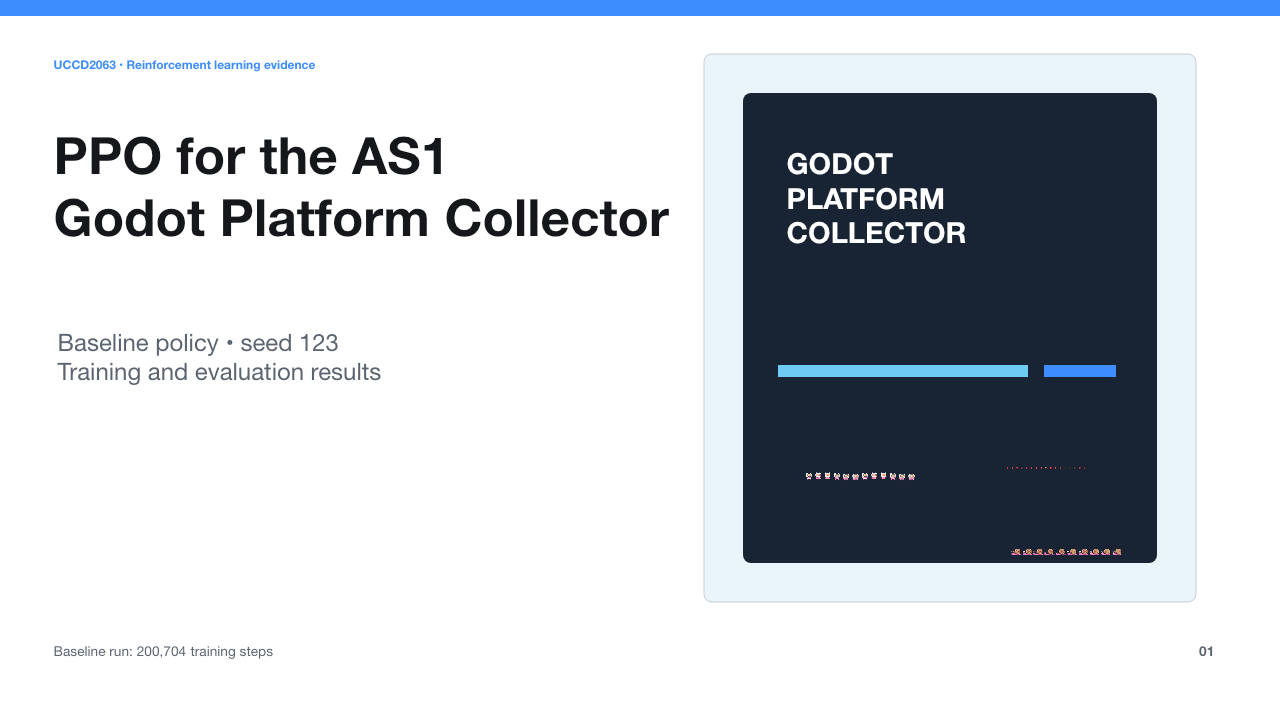 UCCD2063 • Reinforcement learning evidence
PPO for the AS1
Godot Platform Collector
Baseline policy • seed 123
Training and evaluation results
GODOT
PLATFORM
COLLECTOR
Baseline run: 200,704 training steps
01